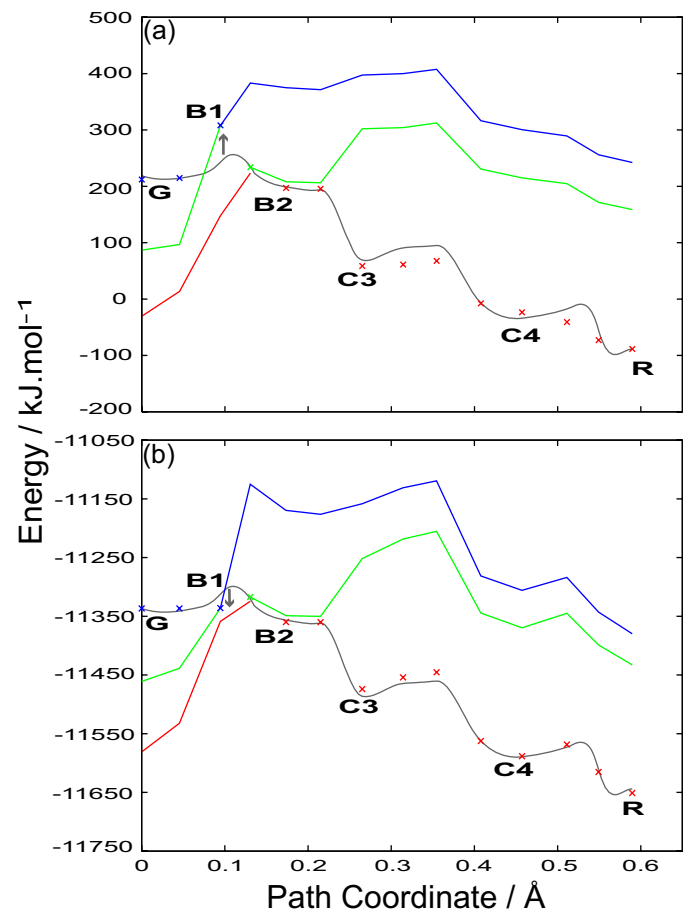 (a)
500
400
300
200
100
0
-100
-200
B1
G
B2
C3
C4
R
Energy / kJ.mol⁻¹
(b)
-11050
-11150
-11250
-11350
-11450
-11550
-11650
-11750
B1
G
B2
C3
C4
R
0 0.1 0.2 0.3 0.4 0.5 0.6
Path Coordinate / Å